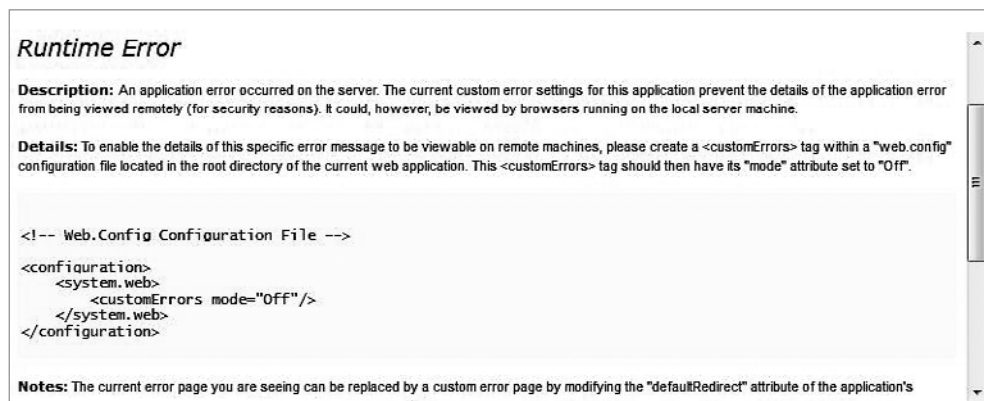 Runtime Error
Description: An application error occurred on the server. The current custom error settings for this application prevent the details of the application error
from being viewed remotely (for security reasons). It could, however, be viewed by browsers running on the local server machine.
Details: To enable the details of this specific error message to be viewable on remote machines, please create a <customErrors> tag within a "web.config"
configuration file located in the root directory of the current web application. This <customErrors> tag should then have its "mode" attribute set to "Off".
<!-- Web.Config Configuration File -->
<configuration>
    <system.web>
        <customErrors mode="Off"/>
    </system.web>
</configuration>
Notes: The current error page you are seeing can be replaced by a custom error page by modifying the "defaultRedirect" attribute of the application's